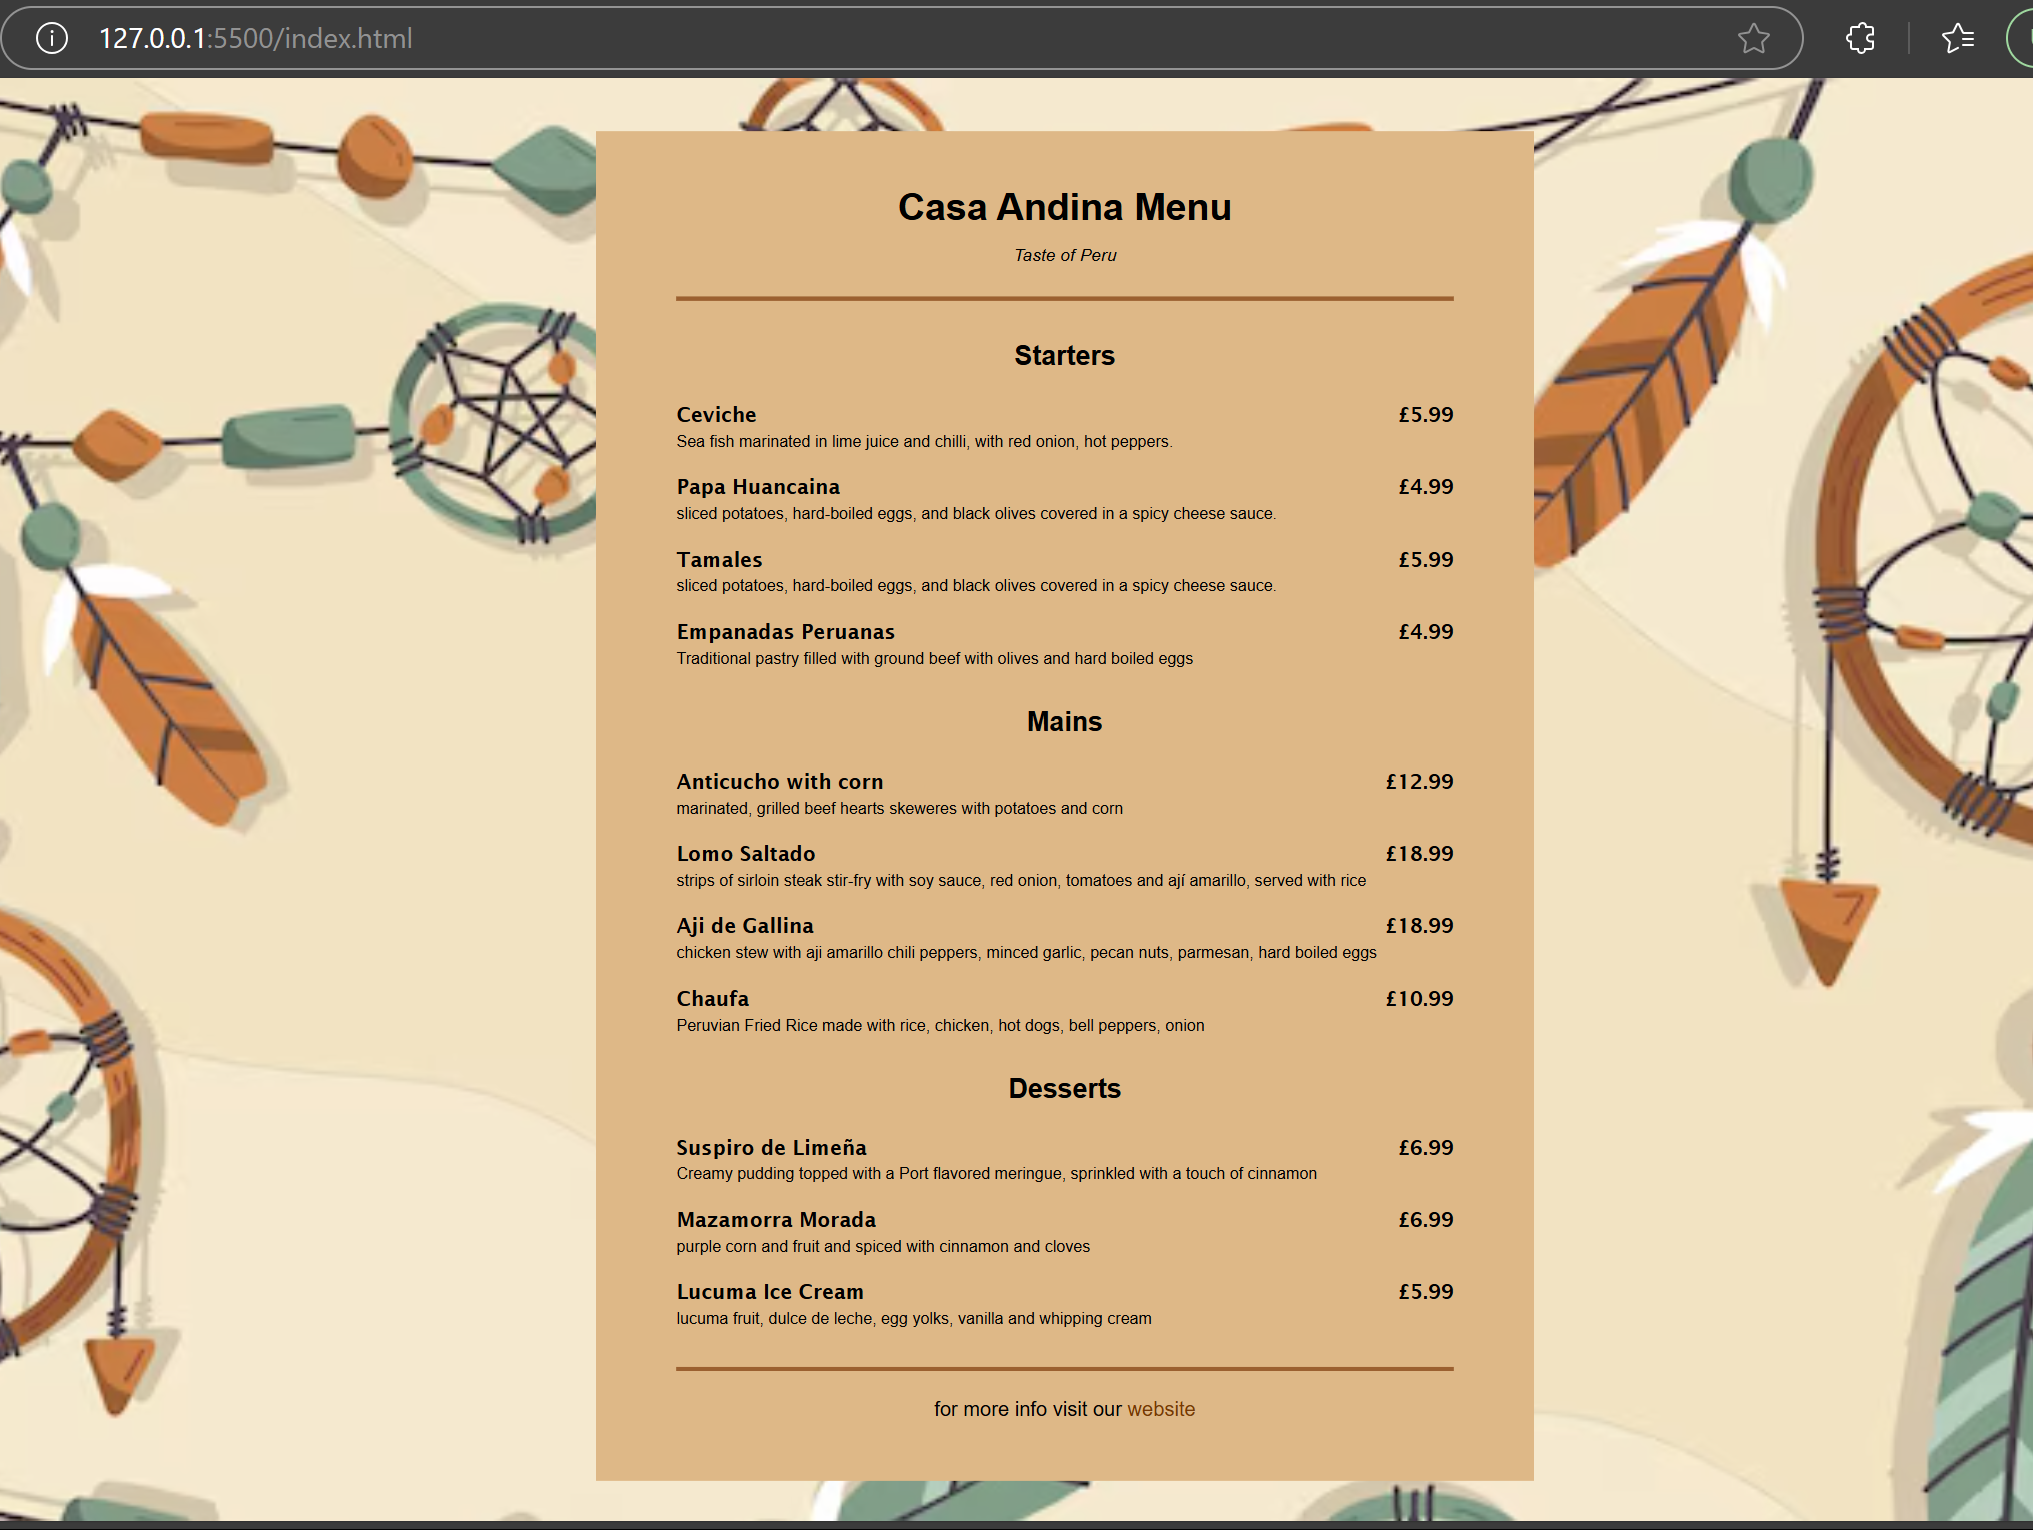 127.0.0.1:5500/index.html
Casa Andina Menu
Taste of Peru
Starters
Ceviche £5.99
Sea fish marinated in lime juice and chilli, with red onion, hot peppers.
Papa Huancaina £4.99
sliced potatoes, hard-boiled eggs, and black olives covered in a spicy cheese sauce.
Tamales £5.99
sliced potatoes, hard-boiled eggs, and black olives covered in a spicy cheese sauce.
Empanadas Peruanas £4.99
Traditional pastry filled with ground beef with olives and hard boiled eggs
Mains
Anticucho with corn £12.99
marinated, grilled beef hearts skeweres with potatoes and corn
Lomo Saltado £18.99
strips of sirloin steak stir-fry with soy sauce, red onion, tomatoes and ají amarillo, served with rice
Aji de Gallina £18.99
chicken stew with aji amarillo chili peppers, minced garlic, pecan nuts, parmesan, hard boiled eggs
Chaufa £10.99
Peruvian Fried Rice made with rice, chicken, hot dogs, bell peppers, onion
Desserts
Suspiro de Limeña £6.99
Creamy pudding topped with a Port flavored meringue, sprinkled with a touch of cinnamon
Mazamorra Morada £6.99
purple corn and fruit and spiced with cinnamon and cloves
Lucuma Ice Cream £5.99
lucuma fruit, dulce de leche, egg yolks, vanilla and whipping cream
for more info visit our website